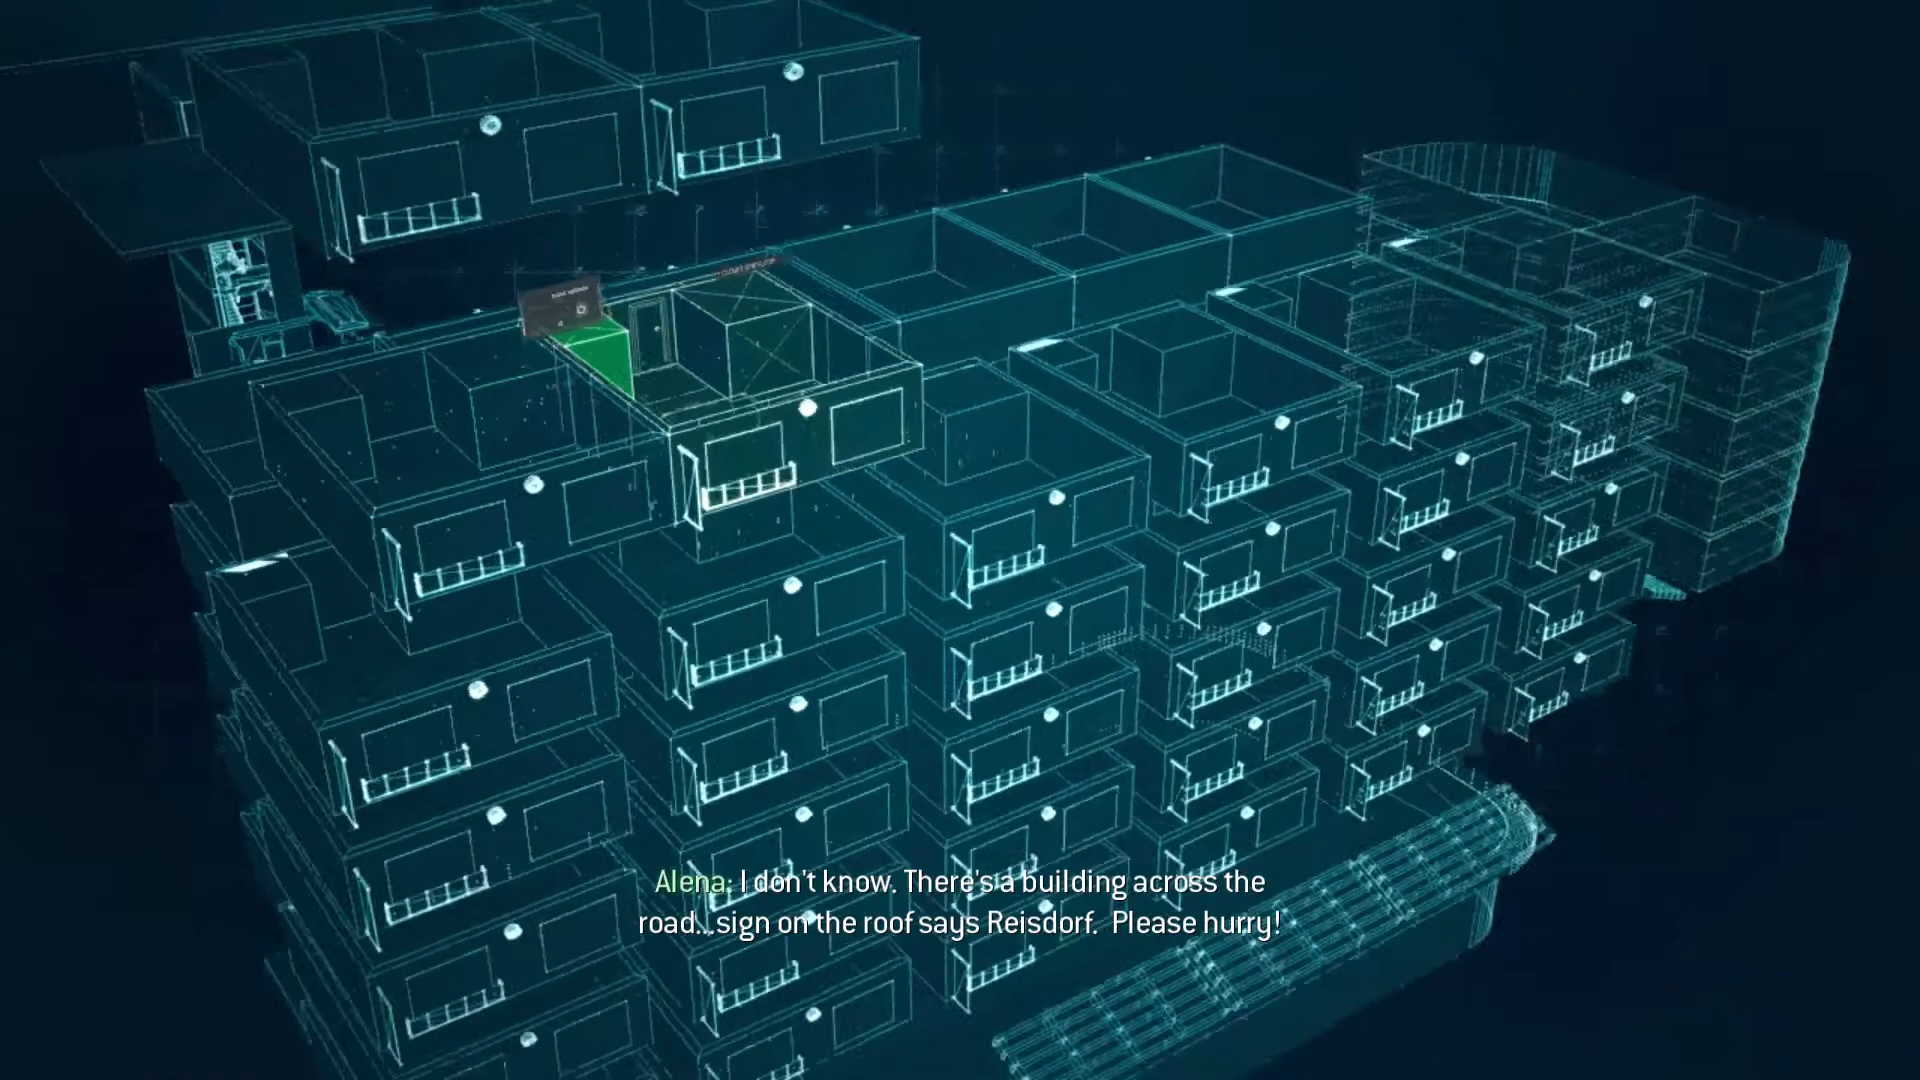 Alena: I don't know. There's a building across the
road...sign on the roof says Reisdorf. Please hurry!